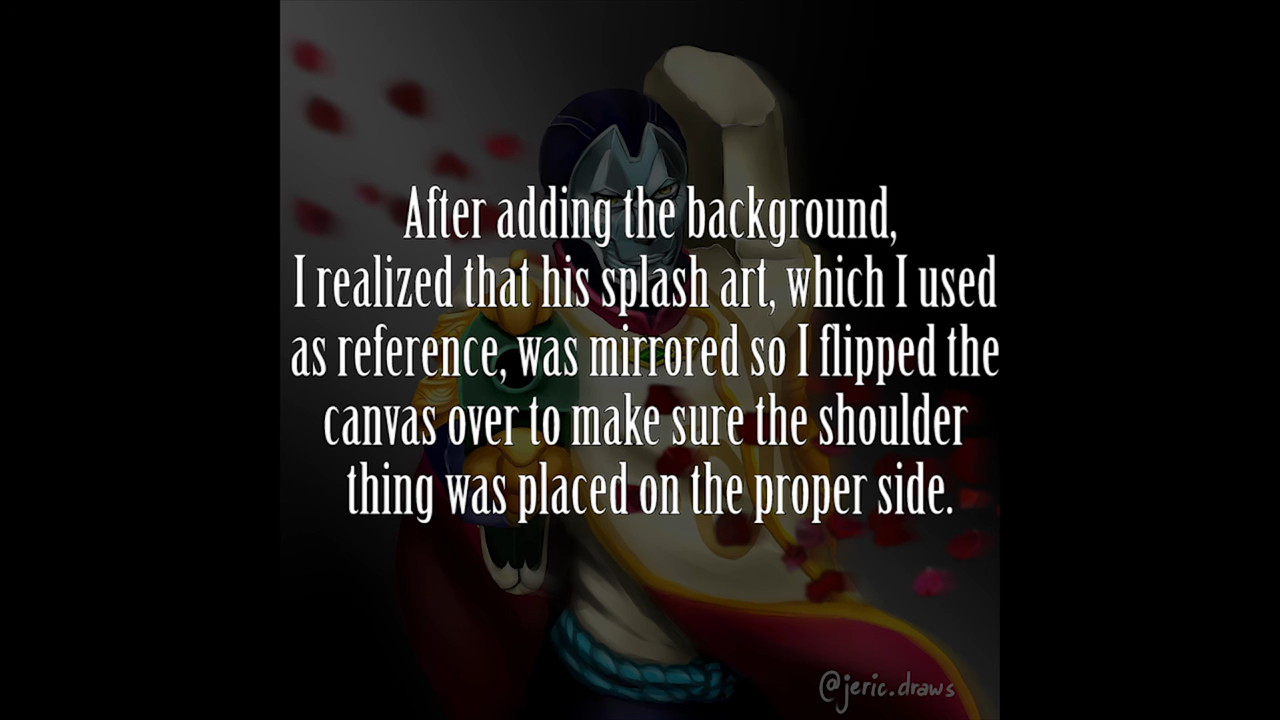 After adding the background,
I realized that his splash art, which I used
as reference, was mirrored so I flipped the
canvas over to make sure the shoulder
thing was placed on the proper side.
@jeric.draws